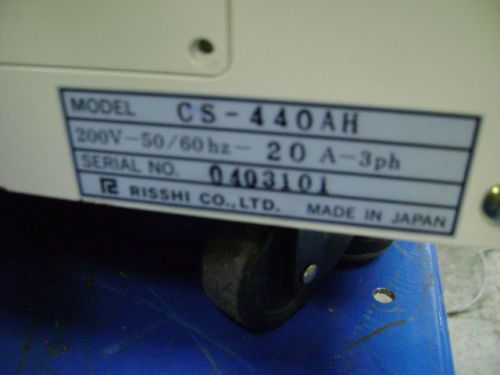 MODEL CS-440AH
200V-50/60hz- 20 A-3ph
SERIAL NO. 0403101
RISSHI CO.,LTD. MADE IN JAPAN